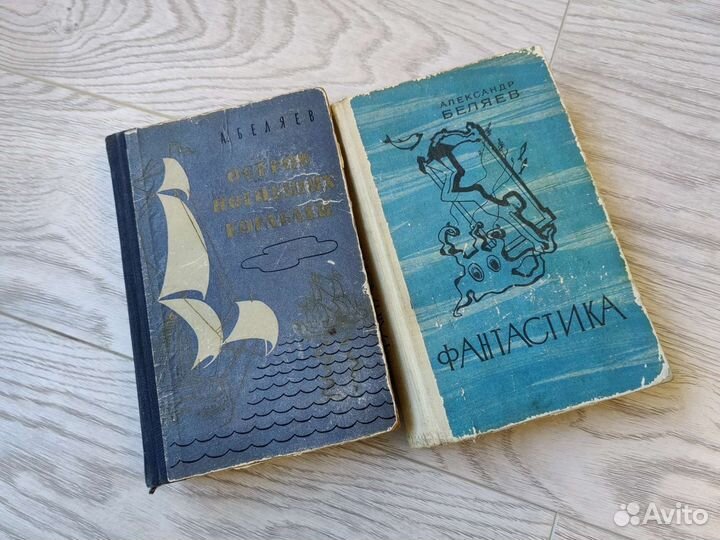 А. БЕЛЯЕВ
ОСТРОВ
ПОГИБШИХ
КОРАБЛЕЙ
АЛЕКСАНДР
БЕЛЯЕВ
ФАНТАСТИКА
Avito